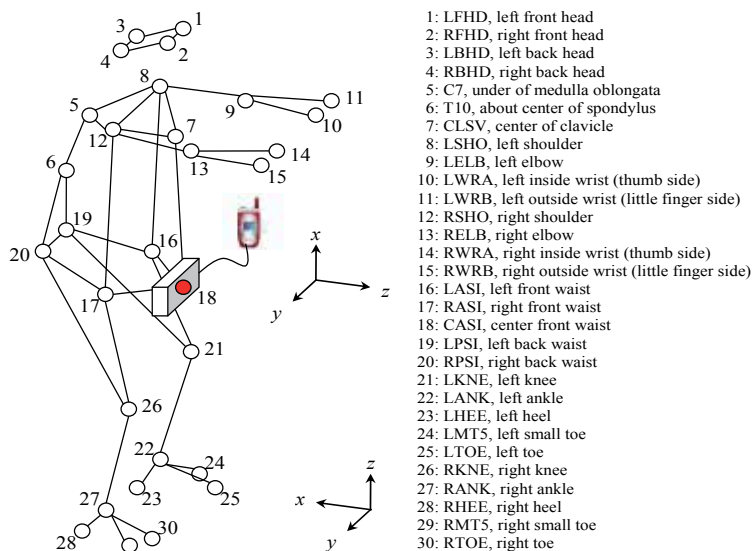 1
3
2
4
8
5
12
7
9
11
10
13
14
15
6
19
20
16
17
18
x
z
y
21
26
22
24
23
25
z
x
y
27
28
30
1: LFHD, left front head
2: RFHD, right front head
3: LBHD, left back head
4: RBHD, right back head
5: C7, under of medulla oblongata
6: T10, about center of spondylus
7: CLSV, center of clavicle
8: LSHO, left shoulder
9: LELB, left elbow
10: LWRA, left inside wrist (thumb side)
11: LWRB, left outside wrist (little finger side)
12: RSHO, right shoulder
13: RELB, right elbow
14: RWRA, right inside wrist (thumb side)
15: RWRB, right outside wrist (little finger side)
16: LASI, left front waist
17: RASI, right front waist
18: CASI, center front waist
19: LPSI, left back waist
20: RPSI, right back waist
21: LKNE, left knee
22: LANK, left ankle
23: LHEE, left heel
24: LMT5, left small toe
25: LTOE, left toe
26: RKNE, right knee
27: RANK, right ankle
28: RHEE, right heel
29: RMT5, right small toe
30: RTOE, right toe